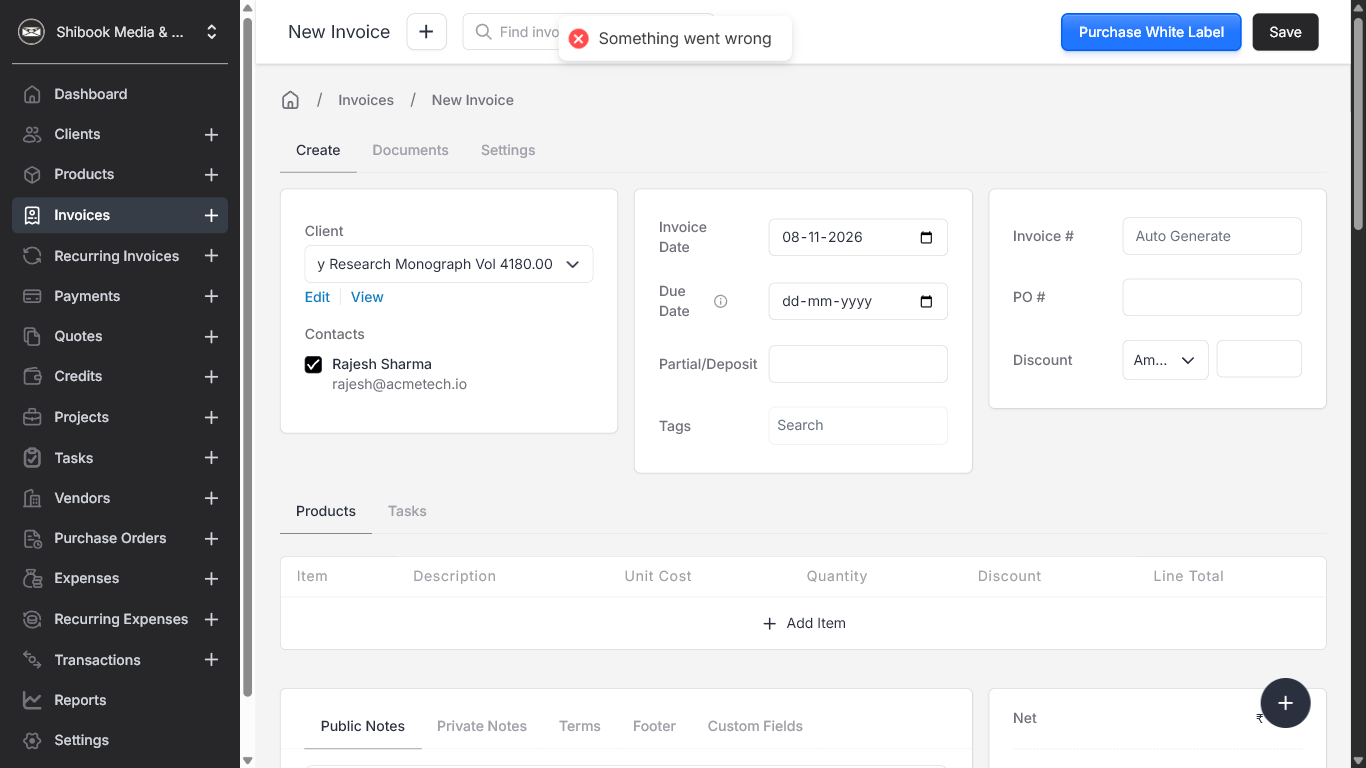 Shibook Media & ...
New Invoice
Something went wrong
Purchase White Label
Save
Dashboard
Clients
Products
Invoices
Recurring Invoices
Payments
Quotes
Credits
Projects
Tasks
Vendors
Purchase Orders
Expenses
Recurring Expenses
Transactions
Reports
Settings
/ Invoices / New Invoice
Create Documents Settings
Client
y Research Monograph Vol 4180.00
Edit View
Contacts
Rajesh Sharma
rajesh@acmetech.io
Invoice
Date
08-11-2026
Due
Date
dd-mm-yyyy
Partial/Deposit
Tags
Search
Invoice #
Auto Generate
PO #
Discount
Am...
Products Tasks
Item Description Unit Cost Quantity Discount Line Total
Add Item
Public Notes Private Notes Terms Footer Custom Fields
Net
₹